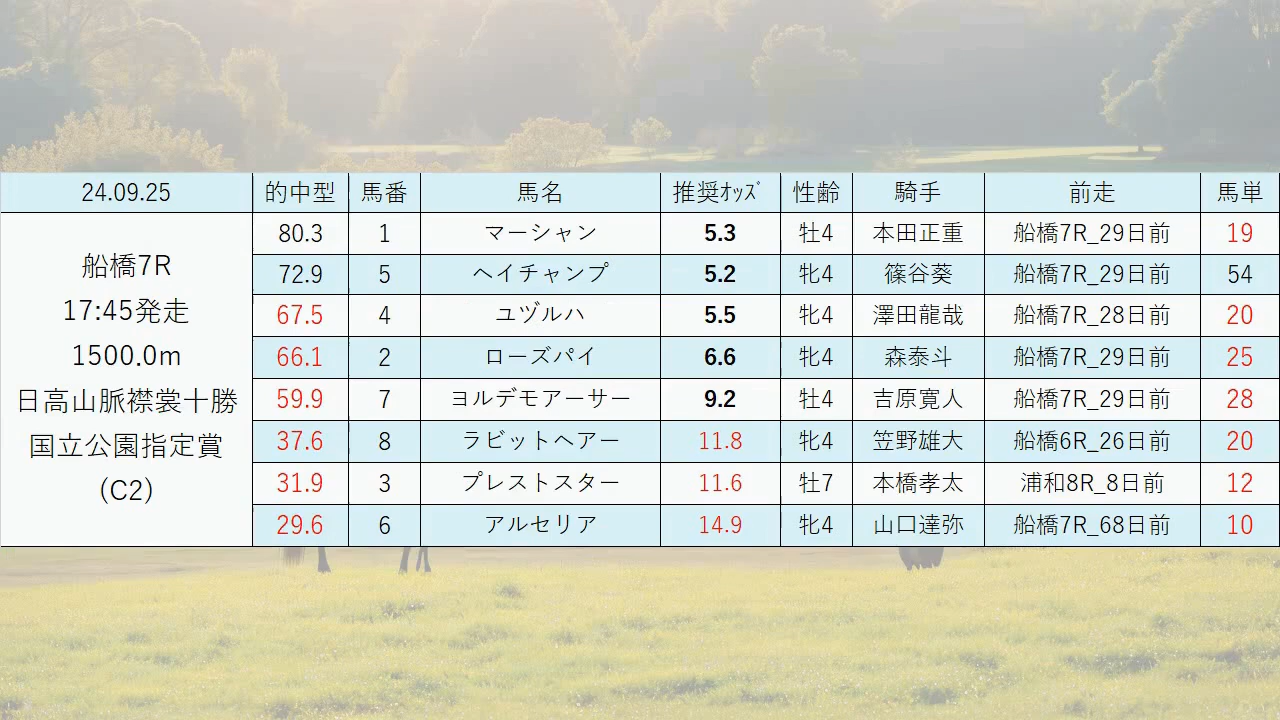 24.09.25 的中型 馬番 馬名 推奨ｵｯｽﾞ 性齢 騎手 前走 馬単
船橋7R
17:45発走
1500.0m
日高山脈襟裳十勝
国立公園指定賞
(C2)
80.3 1 マーシャン 5.3 牡4 本田正重 船橋7R_29日前 19
72.9 5 ヘイチャンプ 5.2 牝4 篠谷葵 船橋7R_29日前 54
67.5 4 ユヅルハ 5.5 牝4 澤田龍哉 船橋7R_28日前 20
66.1 2 ローズパイ 6.6 牝4 森泰斗 船橋7R_29日前 25
59.9 7 ヨルデモアーサー 9.2 牡4 吉原寛人 船橋7R_29日前 28
37.6 8 ラビットヘアー 11.8 牝4 笠野雄大 船橋6R_26日前 20
31.9 3 プレストスター 11.6 牡7 本橋孝太 浦和8R_8日前 12
29.6 6 アルセリア 14.9 牝4 山口達弥 船橋7R_68日前 10